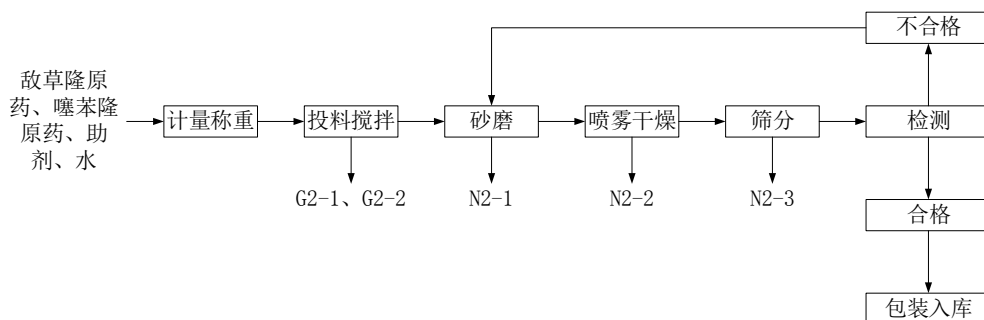 不合格
敌草隆原
药、噻苯隆
原药、助
剂、水
计量称重
投料搅拌
砂磨
喷雾干燥
筛分
检测
G2-1、G2-2
N2-1
N2-2
N2-3
合格
包装入库